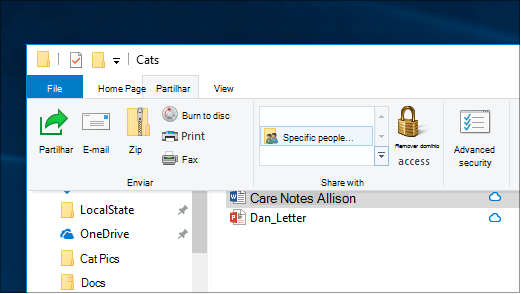 Cats
File
Home Page
Partilhar
View
Partilhar
E-mail
Zip
Burn to disc
Print
Fax
Enviar
Specific people...
Share with
Remover domínio
access
Advanced
security
LocalState
OneDrive
Cat Pics
Docs
Care Notes Allison
Dan_Letter